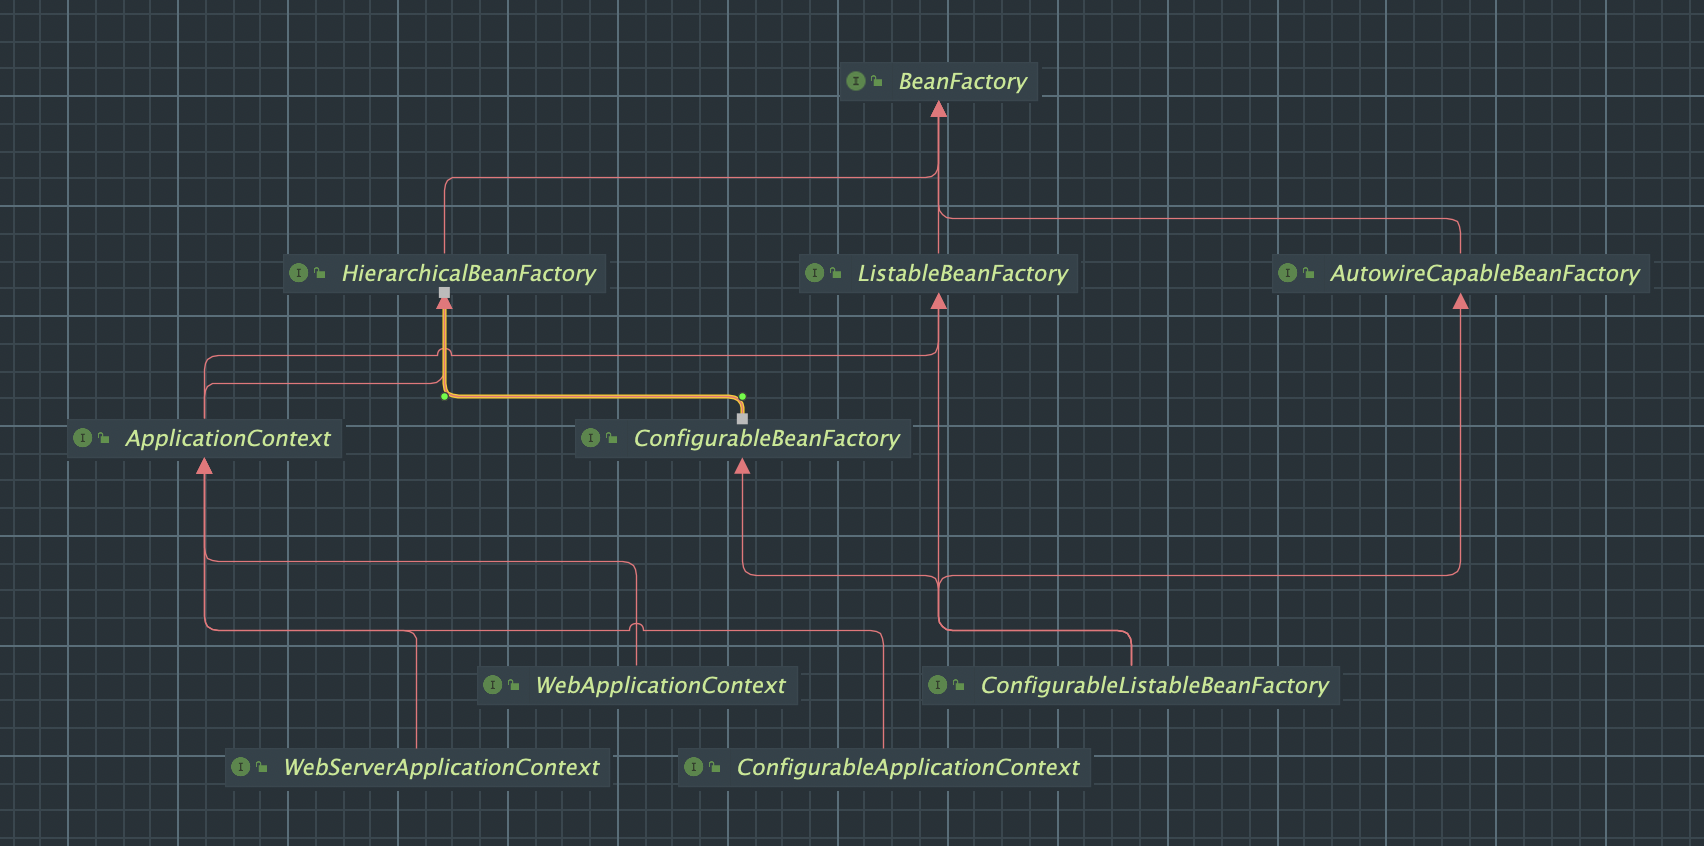 BeanFactory
HierarchicalBeanFactory
ListableBeanFactory
AutowireCapableBeanFactory
ApplicationContext
ConfigurableBeanFactory
WebApplicationContext
ConfigurableListableBeanFactory
WebServerApplicationContext
ConfigurableApplicationContext